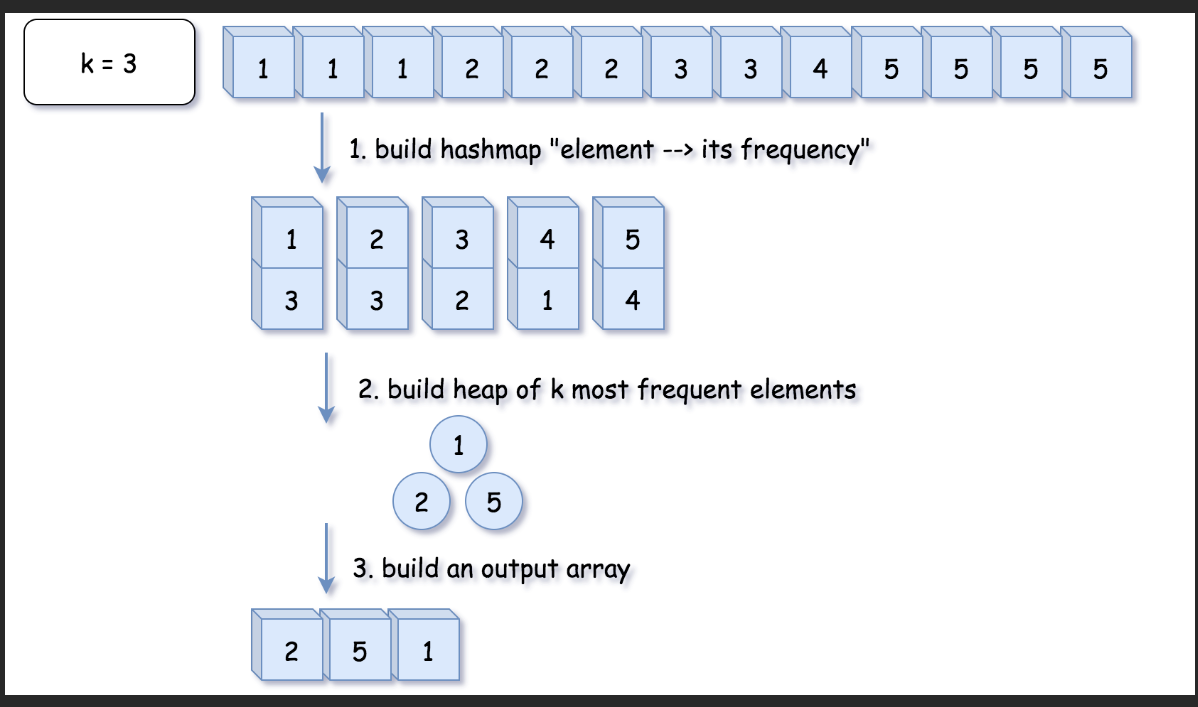 k = 3
1 1 1 2 2 2 3 3 4 5 5 5 5
1. build hashmap "element --> its frequency"
1 2 3 4 5
3 3 2 1 4
2. build heap of k most frequent elements
1
2 5
3. build an output array
2 5 1